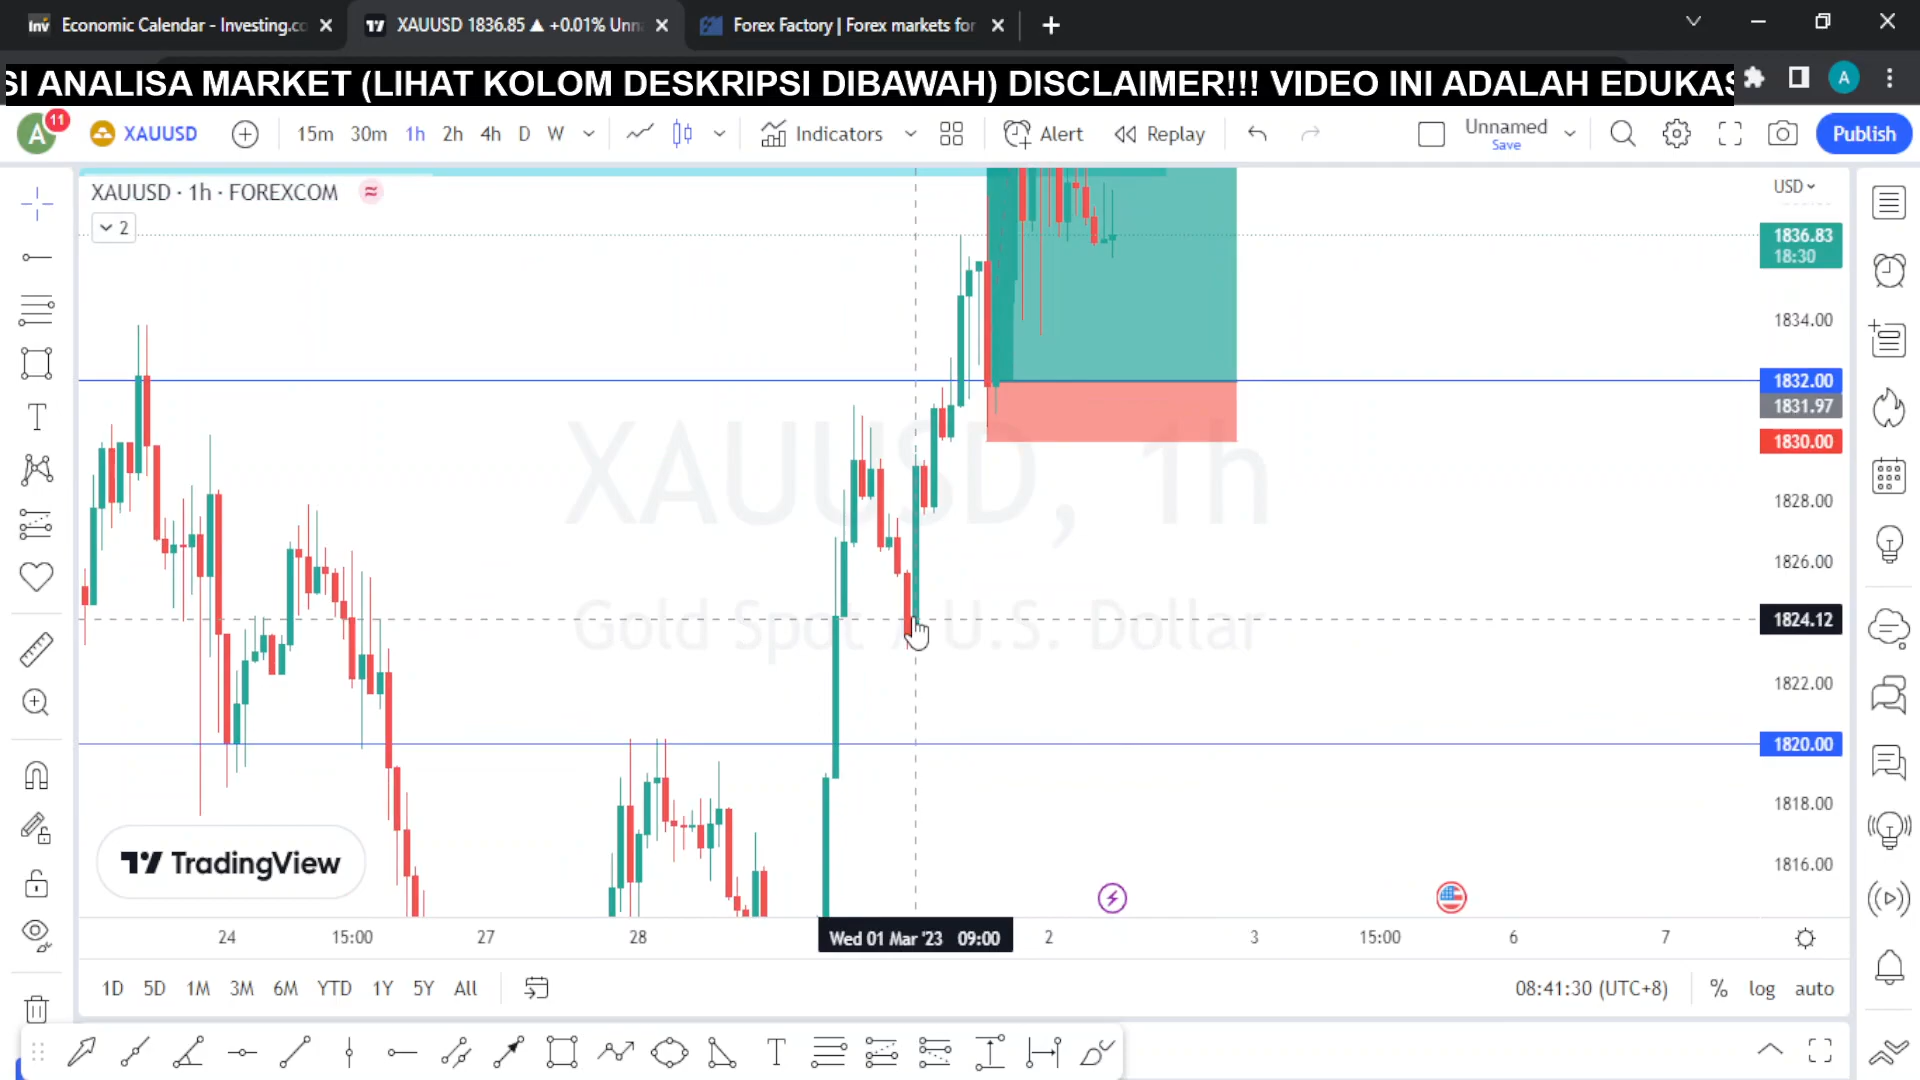 Economic Calendar - Investing.co
XAUUSD 1836.85 ▲ +0.01% Unn
Forex Factory | Forex markets for
SI ANALISA MARKET (LIHAT KOLOM DESKRIPSI DIBAWAH) DISCLAIMER!!! VIDEO INI ADALAH EDUKAS
A
A 11
XAUUSD
15m 30m 1h 2h 4h D W
Indicators
Alert
Replay
Unnamed
Save
Publish
XAUUSD · 1h · FOREXCOM
2
USD
1836.83
18:30
1834.00
1832.00
1831.97
1830.00
1828.00
1826.00
1824.12
1822.00
1820.00
1818.00
1816.00
XAUUSD, 1h
Gold Spot / U.S. Dollar
TradingView
24 15:00 27 28 Wed 01 Mar '23 09:00 2 3 15:00 6 7
1D 5D 1M 3M 6M YTD 1Y 5Y All
08:41:30 (UTC+8) % log auto